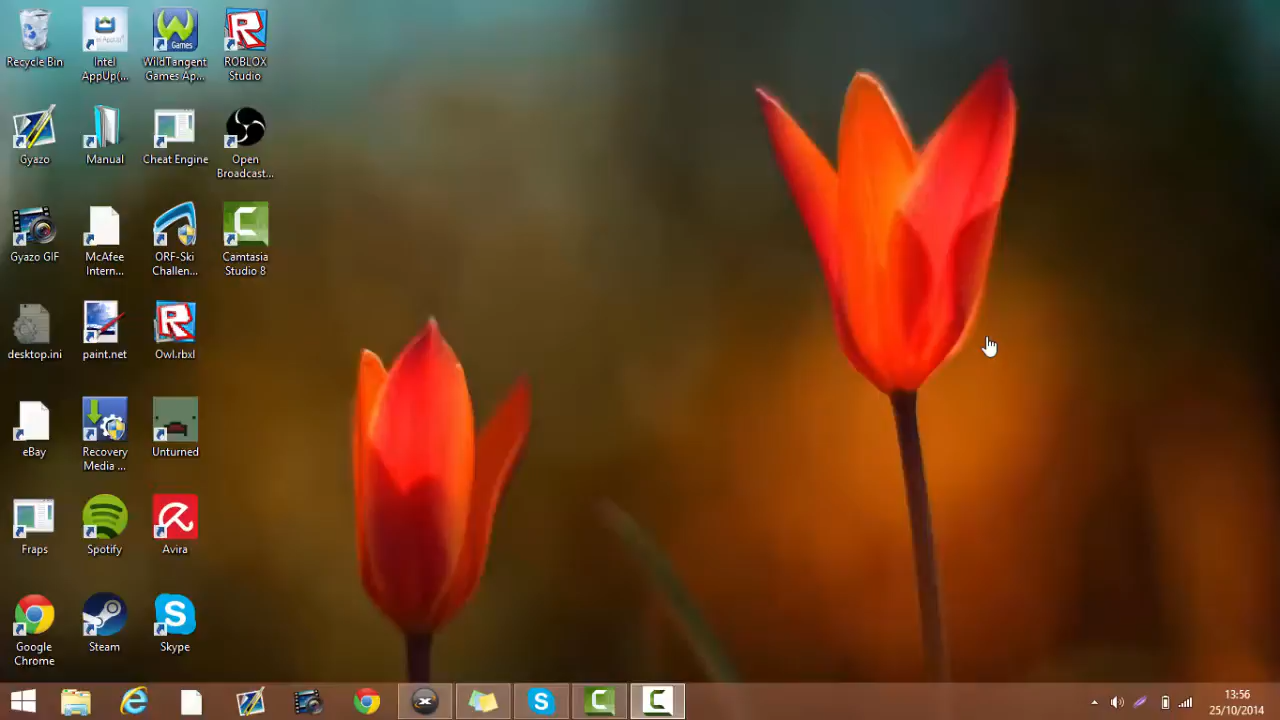 Recycle Bin
Intel
AppUp(...
WildTangent
Games Ap...
ROBLOX
Studio
Gyazo
Manual
Cheat Engine
Open
Broadcast...
Gyazo GIF
McAfee
Intern...
ORF-Ski
Challen...
Camtasia
Studio 8
desktop.ini
paint.net
Owl.rbxl
eBay
Recovery
Media ...
Unturned
Fraps
Spotify
Avira
Google
Chrome
Steam
Skype
13:56
25/10/2014